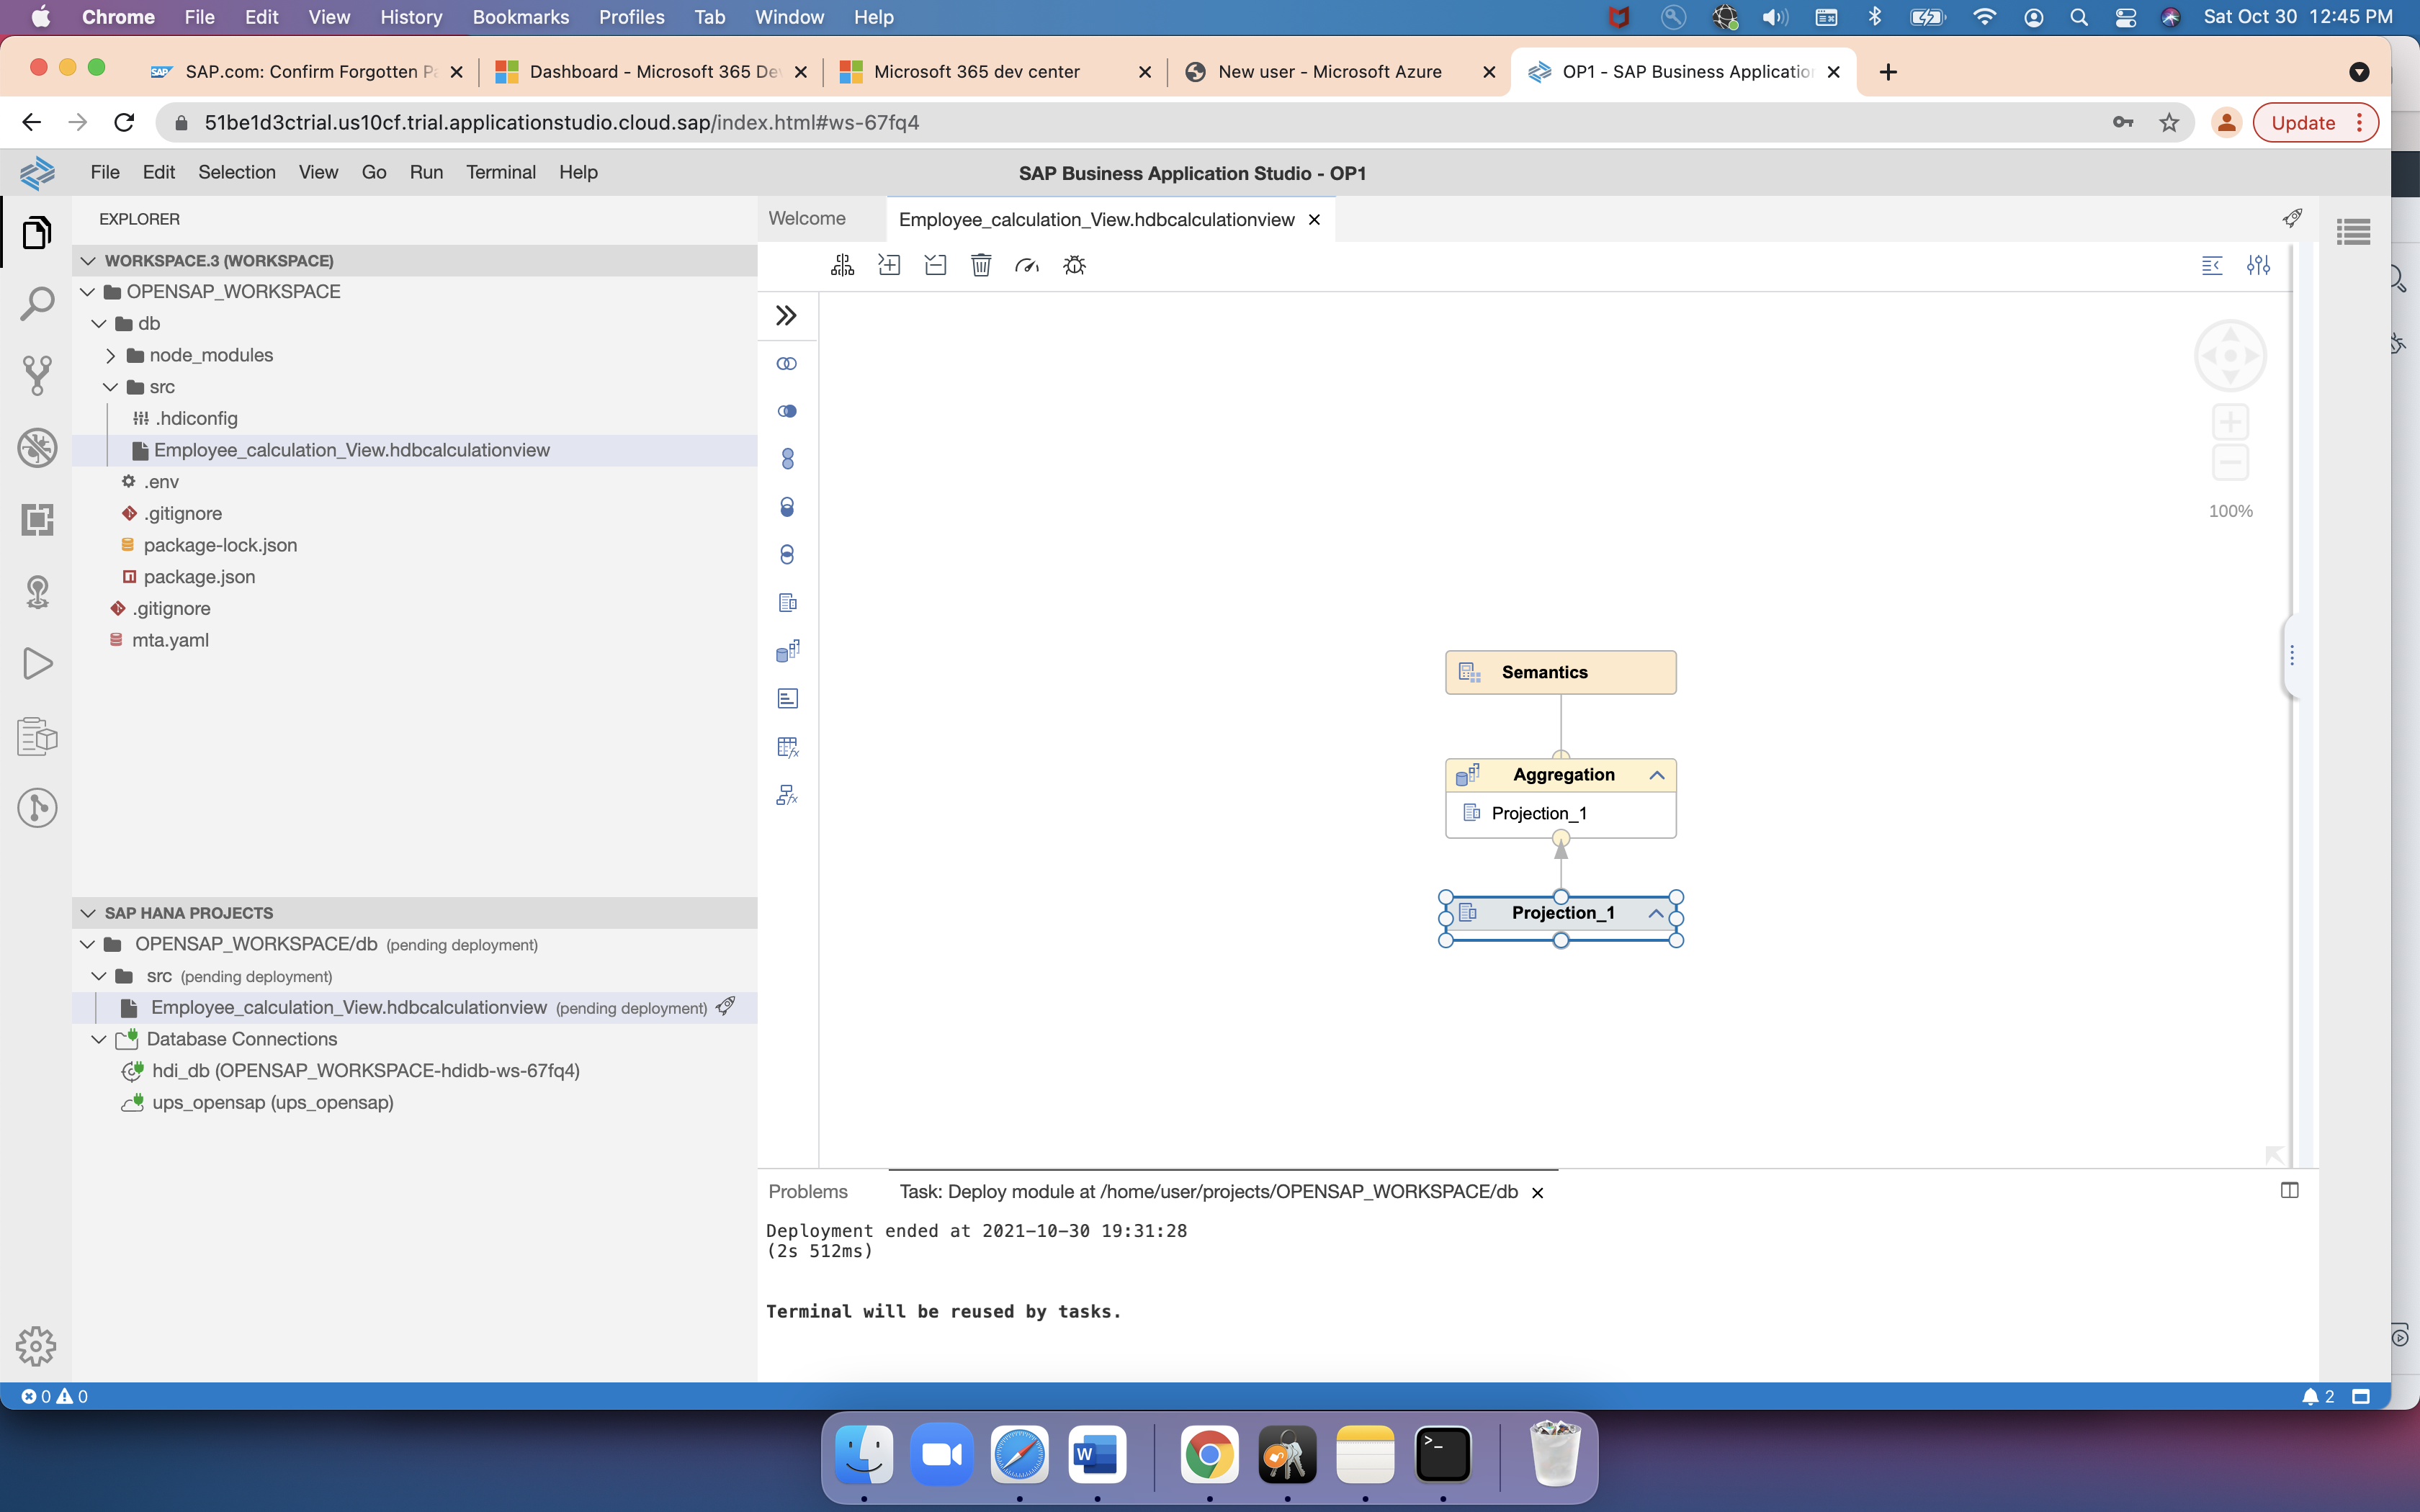 Chrome File Edit View History Bookmarks Profiles Tab Window Help Sat Oct 30 12:45 PM
SAP SAP.com: Confirm Forgotten Pa Dashboard - Microsoft 365 De Microsoft 365 dev center New user - Microsoft Azure OP1 - SAP Business Application
51be1d3ctrial.us10cf.trial.applicationstudio.cloud.sap/index.html#ws-67fq4 Update
File Edit Selection View Go Run Terminal Help SAP Business Application Studio - OP1
EXPLORER
Welcome Employee_calculation_View.hdbcalculationview
WORKSPACE.3 (WORKSPACE)
OPENSAP_WORKSPACE
db
node_modules
src
.hdiconfig
Employee_calculation_View.hdbcalculationview
.env
.gitignore
package-lock.json
package.json
.gitignore
mta.yaml
100%
Semantics
Aggregation
Projection_1
Projection_1
SAP HANA PROJECTS
OPENSAP_WORKSPACE/db (pending deployment)
src (pending deployment)
Employee_calculation_View.hdbcalculationview (pending deployment)
Database Connections
hdi_db (OPENSAP_WORKSPACE-hdidb-ws-67fq4)
ups_opensap (ups_opensap)
Problems Task: Deploy module at /home/user/projects/OPENSAP_WORKSPACE/db
Deployment ended at 2021-10-30 19:31:28
(2s 512ms)
Terminal will be reused by tasks.
0 0 2
W >_